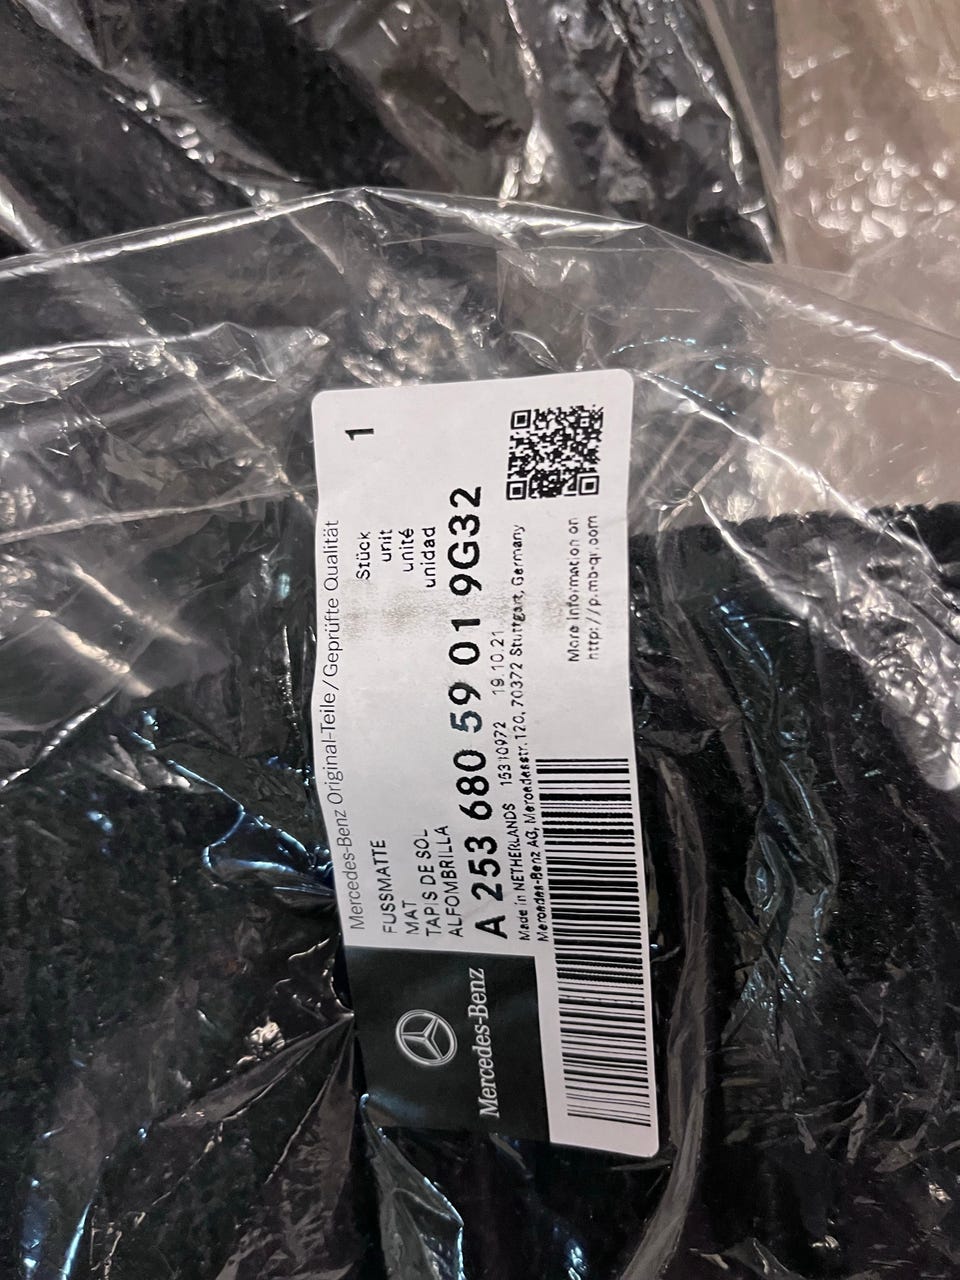 Mercedes-Benz Original-Teile/Geprüfte Qualität
FUSSMATTE Stück 1
MAT unit
TAPIS DE SOL unité
ALFOMBRILLA unidad
A 253 680 59 01 9G32
Made in NETHERLANDS 15310972 19.10.21
Mercedes-Benz AG, Mercedesstr. 120, 70372 Stuttgart, Germany
More information on
http://p.mb-qr.com
Mercedes-Benz